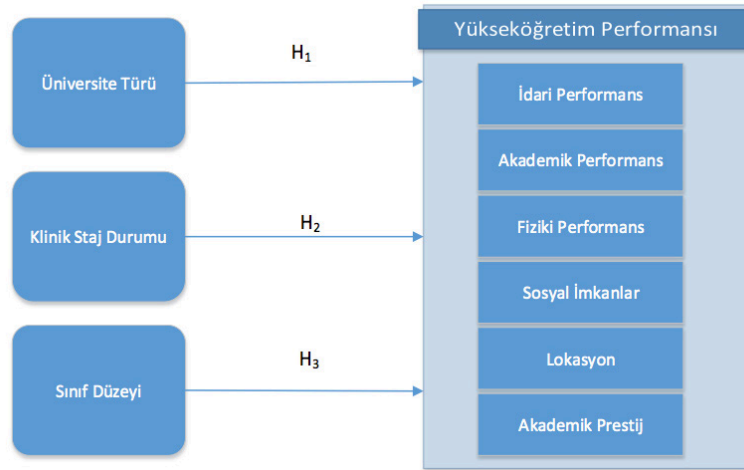 Üniversite Türü
H₁
Klinik Staj Durumu
H₂
Sınıf Düzeyi
H₃
Yükseköğretim Performansı
İdari Performans
Akademik Performans
Fiziki Performans
Sosyal İmkanlar
Lokasyon
Akademik Prestij